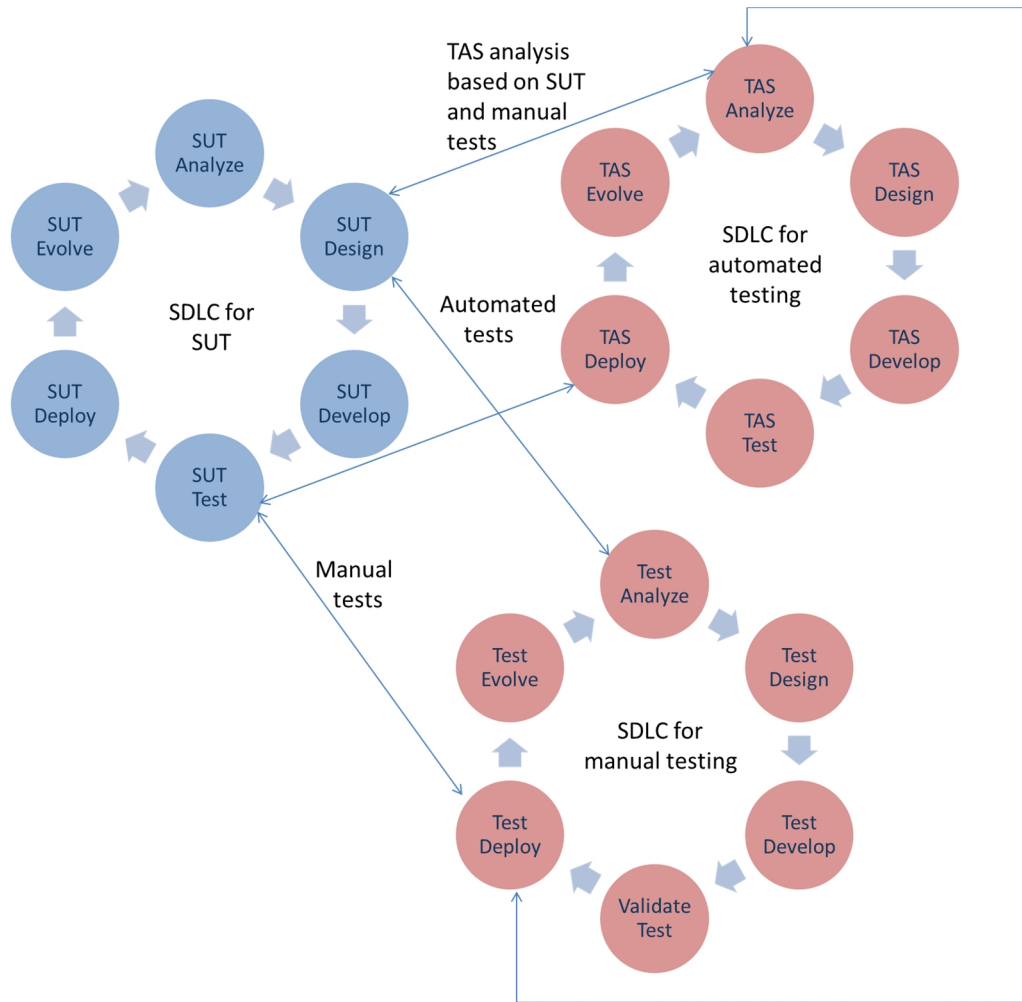 TAS analysis
based on SUT
and manual
tests
SUT
Analyze
SUT
Design
SUT
Develop
SUT
Test
SUT
Deploy
SUT
Evolve
SDLC for
SUT
TAS
Analyze
TAS
Design
TAS
Develop
TAS
Test
TAS
Deploy
TAS
Evolve
SDLC for
automated
testing
Automated
tests
Manual
tests
Test
Analyze
Test
Design
Test
Develop
Validate
Test
Test
Deploy
Test
Evolve
SDLC for
manual testing